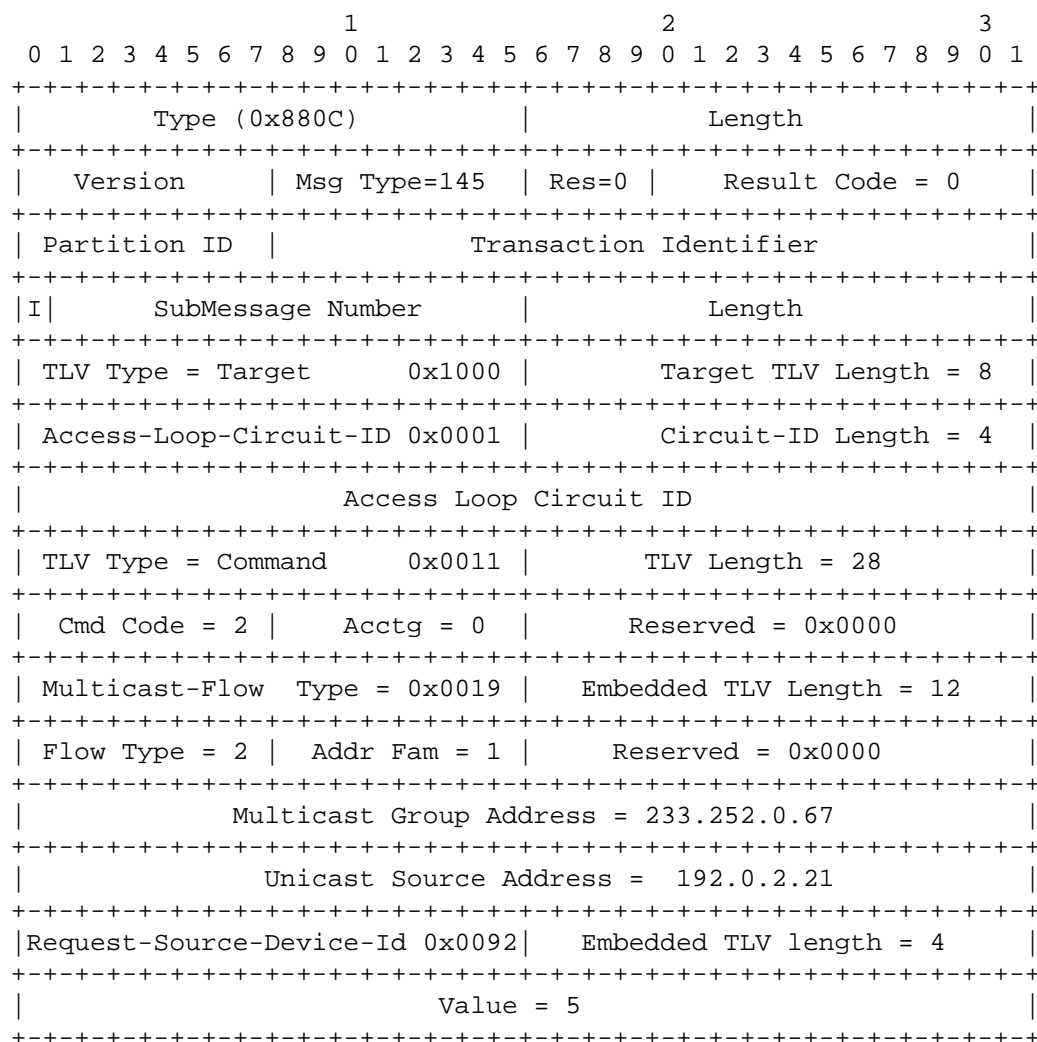 1                   2                   3
 0 1 2 3 4 5 6 7 8 9 0 1 2 3 4 5 6 7 8 9 0 1 2 3 4 5 6 7 8 9 0 1
+-+-+-+-+-+-+-+-+-+-+-+-+-+-+-+-+-+-+-+-+-+-+-+-+-+-+-+-+-+-+-+-+
|        Type (0x880C)          |           Length              |
+-+-+-+-+-+-+-+-+-+-+-+-+-+-+-+-+-+-+-+-+-+-+-+-+-+-+-+-+-+-+-+-+
|   Version     | Msg Type=145  | Res=0 |    Result Code = 0    |
+-+-+-+-+-+-+-+-+-+-+-+-+-+-+-+-+-+-+-+-+-+-+-+-+-+-+-+-+-+-+-+-+
| Partition ID  |            Transaction Identifier             |
+-+-+-+-+-+-+-+-+-+-+-+-+-+-+-+-+-+-+-+-+-+-+-+-+-+-+-+-+-+-+-+-+
|I|      SubMessage Number      |           Length              |
+-+-+-+-+-+-+-+-+-+-+-+-+-+-+-+-+-+-+-+-+-+-+-+-+-+-+-+-+-+-+-+-+
| TLV Type = Target      0x1000 |        Target TLV Length = 8  |
+-+-+-+-+-+-+-+-+-+-+-+-+-+-+-+-+-+-+-+-+-+-+-+-+-+-+-+-+-+-+-+-+
| Access-Loop-Circuit-ID 0x0001 |        Circuit-ID Length = 4  |
+-+-+-+-+-+-+-+-+-+-+-+-+-+-+-+-+-+-+-+-+-+-+-+-+-+-+-+-+-+-+-+-+
|                    Access Loop Circuit ID                     |
+-+-+-+-+-+-+-+-+-+-+-+-+-+-+-+-+-+-+-+-+-+-+-+-+-+-+-+-+-+-+-+-+
| TLV Type = Command     0x0011 |       TLV Length = 28         |
+-+-+-+-+-+-+-+-+-+-+-+-+-+-+-+-+-+-+-+-+-+-+-+-+-+-+-+-+-+-+-+-+
|  Cmd Code = 2 |    Acctg = 0  |      Reserved = 0x0000        |
+-+-+-+-+-+-+-+-+-+-+-+-+-+-+-+-+-+-+-+-+-+-+-+-+-+-+-+-+-+-+-+-+
| Multicast-Flow  Type = 0x0019 |   Embedded TLV Length = 12    |
+-+-+-+-+-+-+-+-+-+-+-+-+-+-+-+-+-+-+-+-+-+-+-+-+-+-+-+-+-+-+-+-+
| Flow Type = 2 |  Addr Fam = 1 |     Reserved = 0x0000         |
+-+-+-+-+-+-+-+-+-+-+-+-+-+-+-+-+-+-+-+-+-+-+-+-+-+-+-+-+-+-+-+-+
|             Multicast Group Address = 233.252.0.67            |
+-+-+-+-+-+-+-+-+-+-+-+-+-+-+-+-+-+-+-+-+-+-+-+-+-+-+-+-+-+-+-+-+
|               Unicast Source Address =  192.0.2.21            |
+-+-+-+-+-+-+-+-+-+-+-+-+-+-+-+-+-+-+-+-+-+-+-+-+-+-+-+-+-+-+-+-+
|Request-Source-Device-Id 0x0092|   Embedded TLV length = 4     |
+-+-+-+-+-+-+-+-+-+-+-+-+-+-+-+-+-+-+-+-+-+-+-+-+-+-+-+-+-+-+-+-+
|                          Value = 5                            |
+-+-+-+-+-+-+-+-+-+-+-+-+-+-+-+-+-+-+-+-+-+-+-+-+-+-+-+-+-+-+-+-+